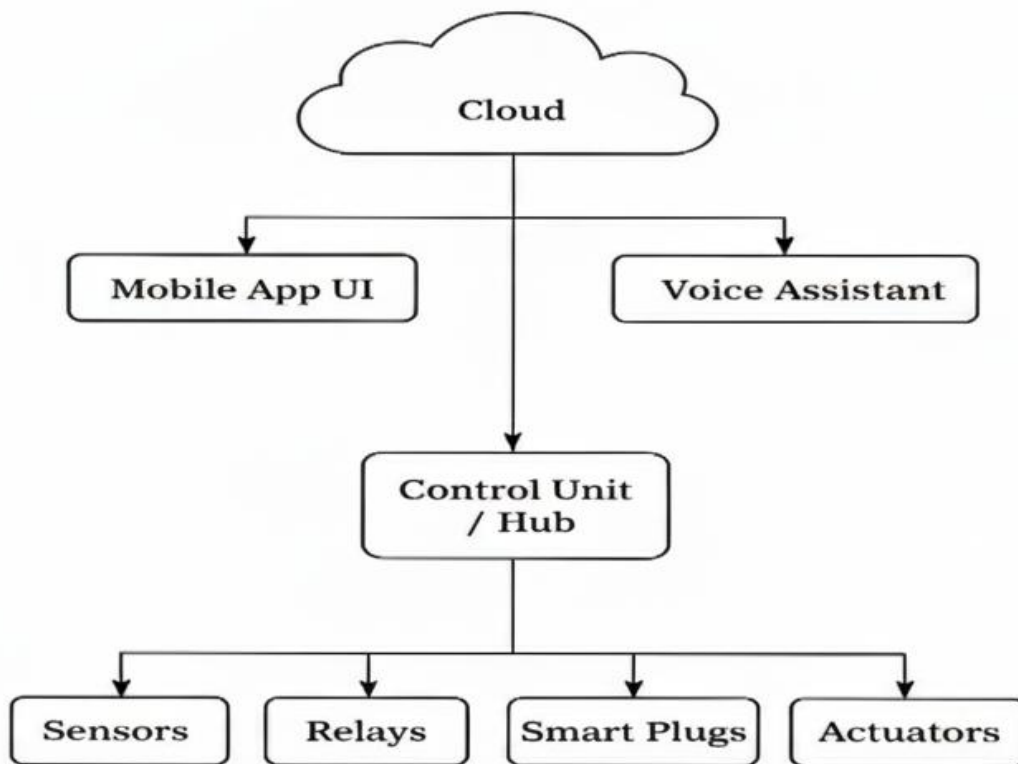 Cloud
Mobile App UI
Voice Assistant
Control Unit
/ Hub
Sensors
Relays
Smart Plugs
Actuators